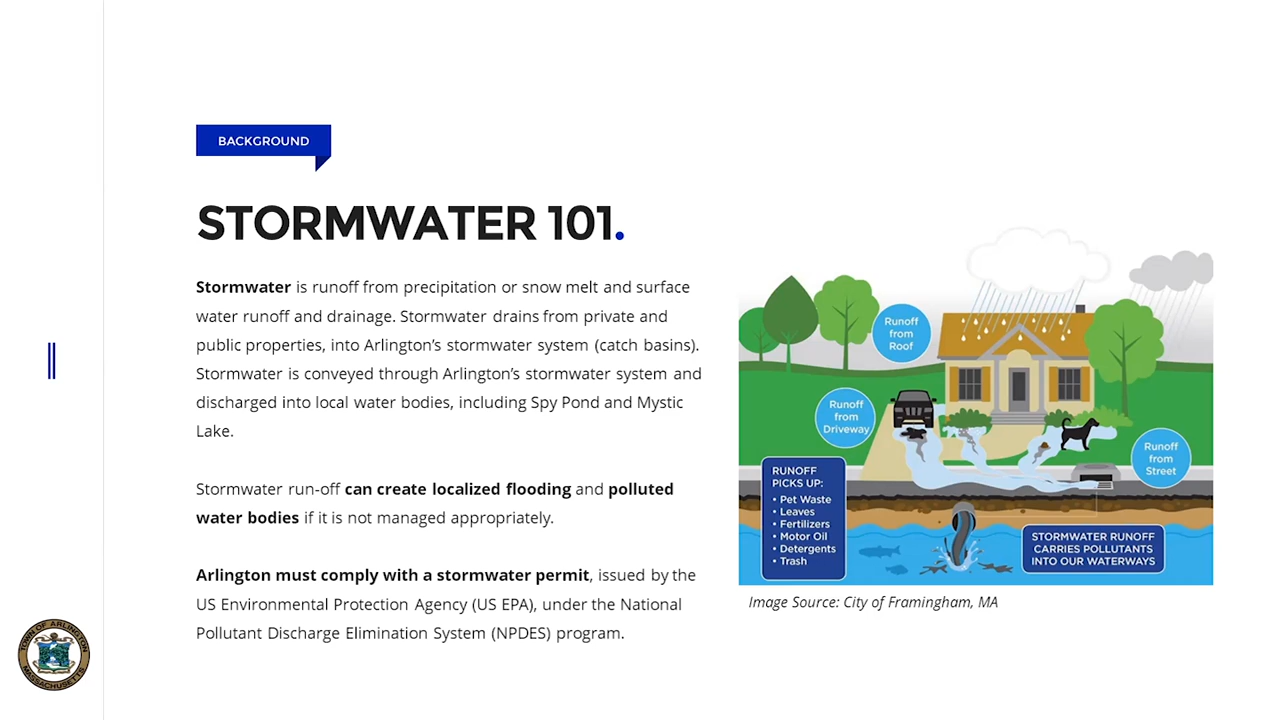 BACKGROUND
STORMWATER 101.
Stormwater is runoff from precipitation or snow melt and surface
water runoff and drainage. Stormwater drains from private and
public properties, into Arlington's stormwater system (catch basins).
Stormwater is conveyed through Arlington's stormwater system and
discharged into local water bodies, including Spy Pond and Mystic
Lake.
Stormwater run-off can create localized flooding and polluted
water bodies if it is not managed appropriately.
Arlington must comply with a stormwater permit, issued by the
US Environmental Protection Agency (US EPA), under the National
Pollutant Discharge Elimination System (NPDES) program.
Runoff
from
Roof
Runoff
from
Driveway
Runoff
from
Street
RUNOFF
PICKS UP:
• Pet Waste
• Leaves
• Fertilizers
• Motor Oil
• Detergents
• Trash
STORMWATER RUNOFF
CARRIES POLLUTANTS
INTO OUR WATERWAYS
Image Source: City of Framingham, MA
TOWN OF ARLINGTON
MASSACHUSETTS